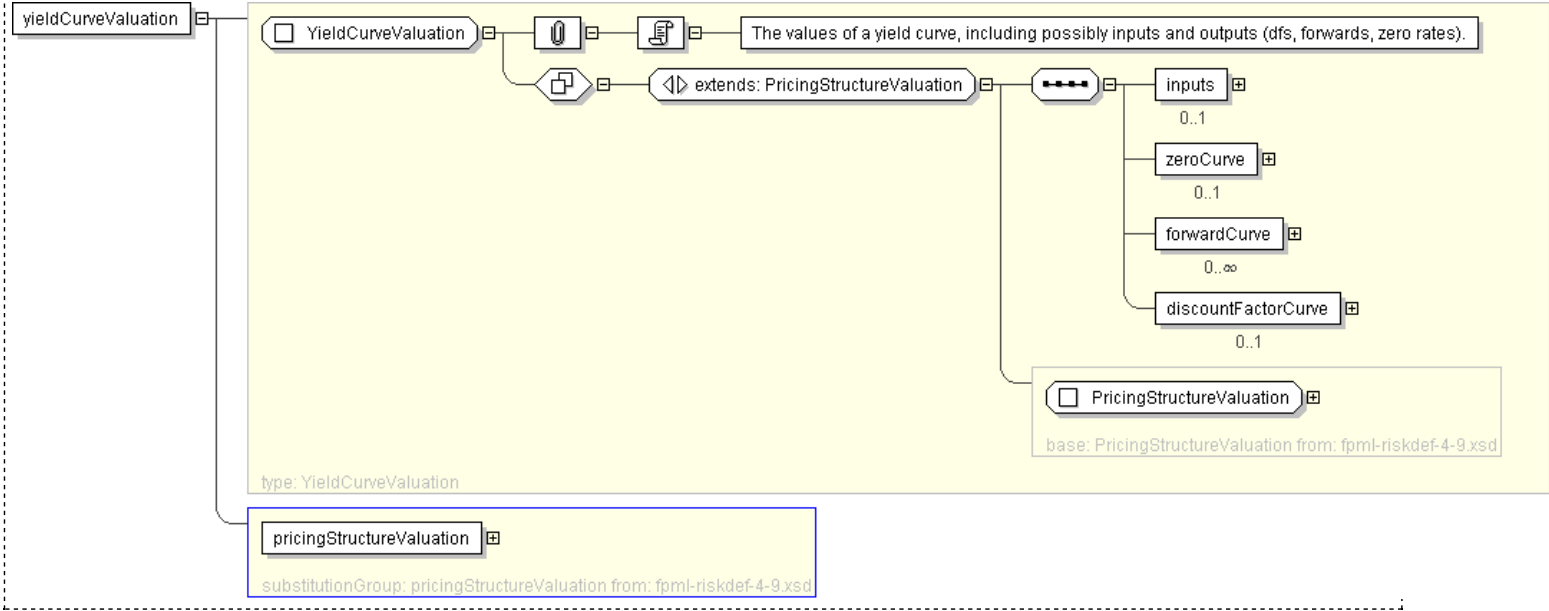 yieldCurveValuation
YieldCurveValuation
The values of a yield curve, including possibly inputs and outputs (dfs, forwards, zero rates).
extends: PricingStructureValuation
inputs
0..1
zeroCurve
0..1
forwardCurve
0..∞
discountFactorCurve
0..1
PricingStructureValuation
base: PricingStructureValuation from: fpml-riskdef-4-9.xsd
type: YieldCurveValuation
pricingStructureValuation
substitutionGroup: pricingStructureValuation from: fpml-riskdef-4-9.xsd